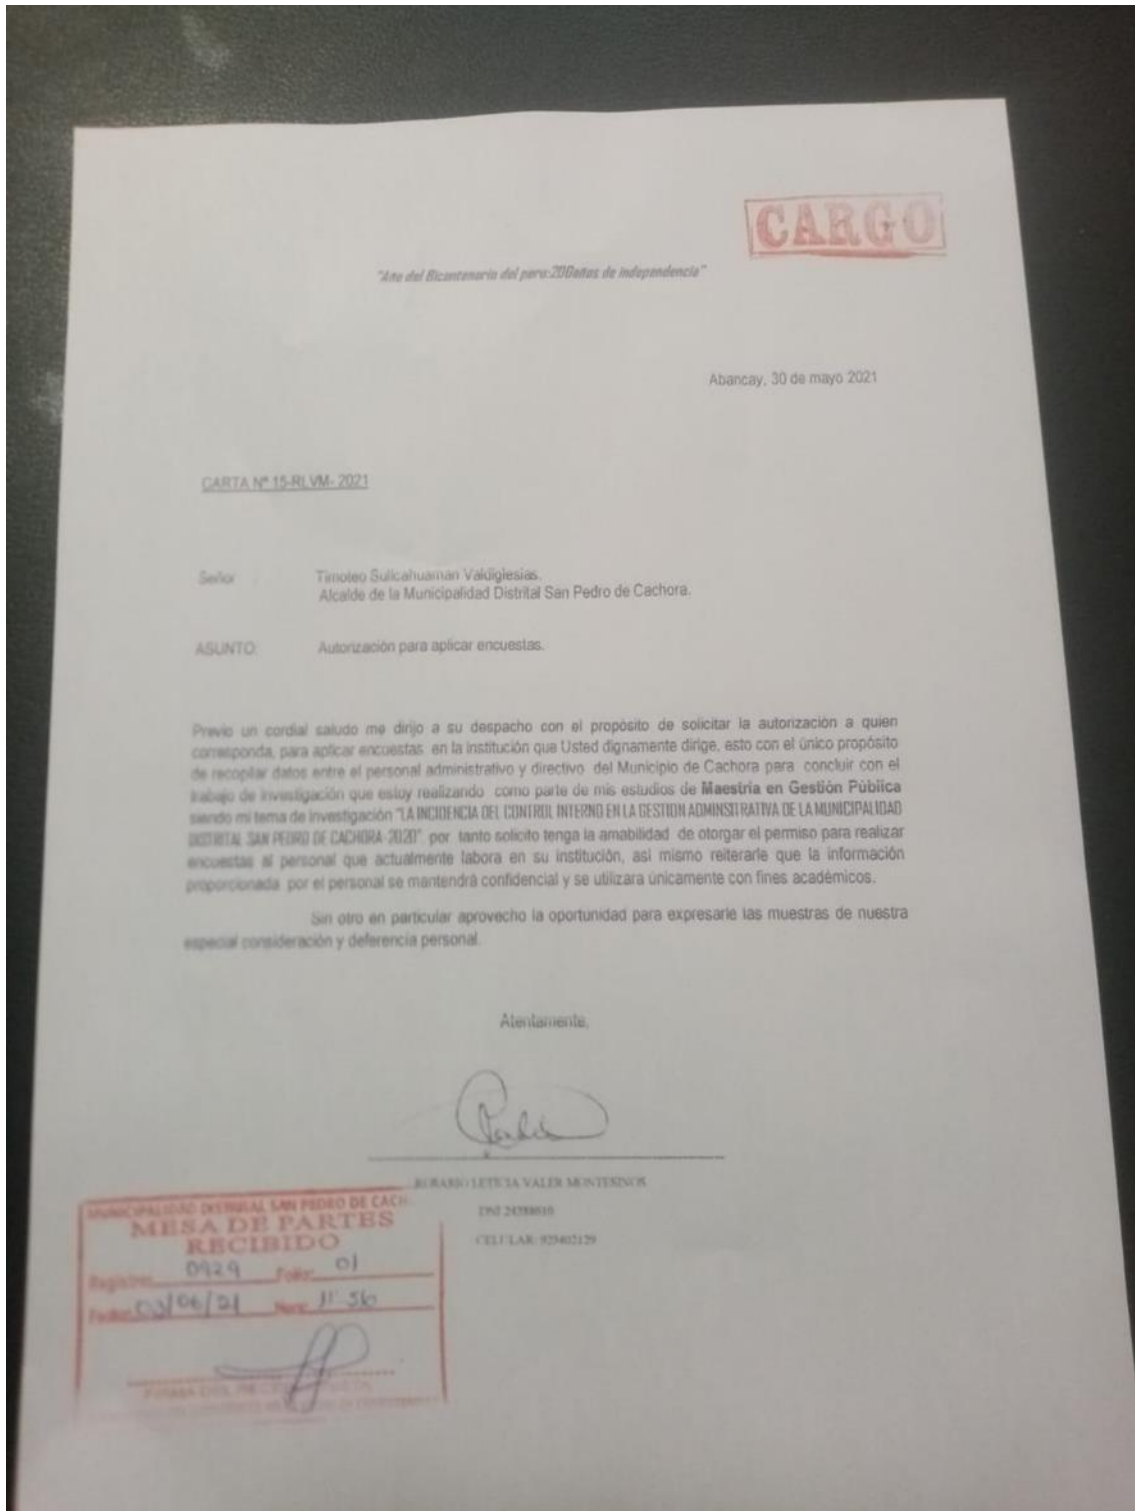 CARGO
"Año del Bicentenario del peru:200años de independencia"
Abancay, 30 de mayo 2021
CARTA Nº 15-RLVM- 2021
Señor :
Timoteo Sullcahuaman Valdiglesias.
Alcalde de la Municipalidad Distrital San Pedro de Cachora.
ASUNTO: Autorización para aplicar encuestas.
Previo un cordial saludo me dirijo a su despacho con el propósito de solicitar la autorización a quien
corresponda, para aplicar encuestas en la institución que Usted dignamente dirige, esto con el único propósito
de recopilar datos entre el personal administrativo y directivo del Municipio de Cachora para concluir con el
trabajo de investigación que estoy realizando como parte de mis estudios de Maestría en Gestión Pública
siendo mi tema de investigación "LA INCIDENCIA DEL CONTROL INTERNO EN LA GESTION ADMINSITRATIVA DE LA MUNICIPALIDAD
DISTRITAL SAN PEDRO DE CACHORA-2020". por tanto solicito tenga la amabilidad de otorgar el permiso para realizar
encuestas al personal que actualmente labora en su institución, asi mismo reiterarle que la información
proporcionada por el personal se mantendrá confidencial y se utilizara únicamente con fines académicos.
Sin otro en particular aprovecho la oportunidad para expresarle las muestras de nuestra
especial consideración y deferencia personal.
Atentamente,
ROSARIO LETICIA VALER MONTESINOS
DNI
CELULAR: 925402129
MUNICIPALIDAD DISTRITAL SAN PEDRO DE CACH
MESA DE PARTES
RECIBIDO
Registro: 0929 Folio: 01
Fecha: 03/06/21 Hora: 11:56